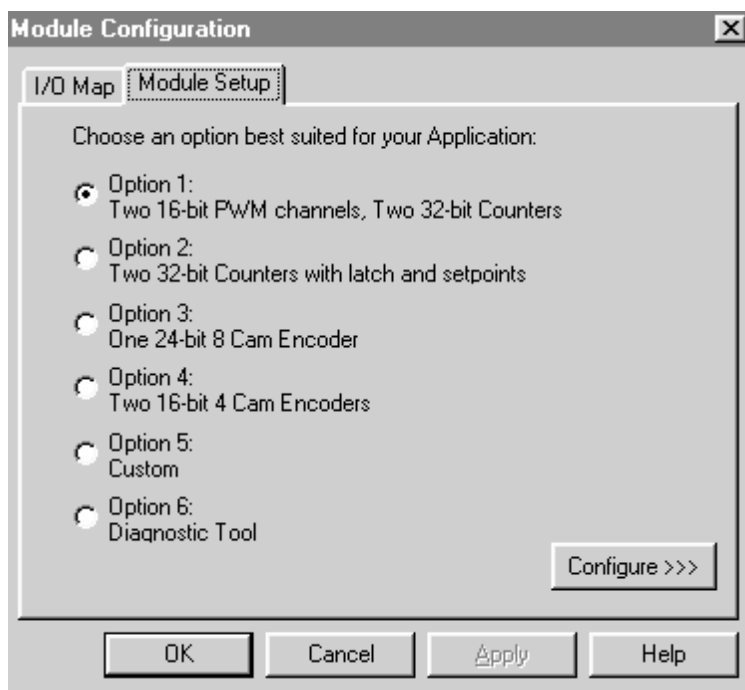 Module Configuration
I/O Map
Module Setup
Choose an option best suited for your Application:
Option 1:
Two 16-bit PWM channels, Two 32-bit Counters
Option 2:
Two 32-bit Counters with latch and setpoints
Option 3:
One 24-bit 8 Cam Encoder
Option 4:
Two 16-bit 4 Cam Encoders
Option 5:
Custom
Option 6:
Diagnostic Tool
Configure >>>
OK
Cancel
Apply
Help